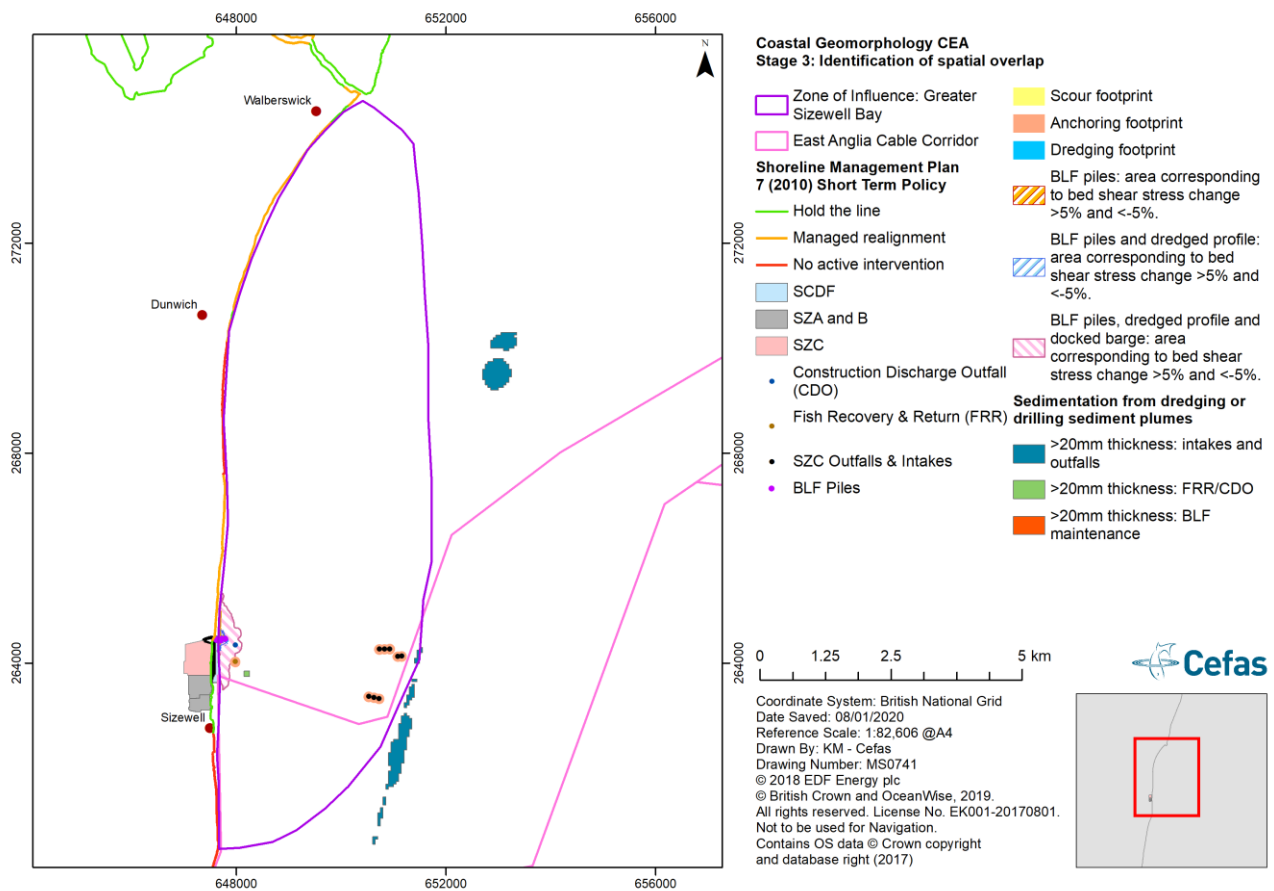 648000
652000
656000
N
Walberswick
Dunwich
Sizewell
272000
268000
264000
272000
268000
264000
648000
652000
656000
Coastal Geomorphology CEA
Stage 3: Identification of spatial overlap
Zone of Influence: Greater
Sizewell Bay
East Anglia Cable Corridor
Shoreline Management Plan
7 (2010) Short Term Policy
Hold the line
Managed realignment
No active intervention
SCDF
SZA and B
SZC
Construction Discharge Outfall
(CDO)
Fish Recovery & Return (FRR)
SZC Outfalls & Intakes
BLF Piles
Scour footprint
Anchoring footprint
Dredging footprint
BLF piles: area corresponding
to bed shear stress change
>5% and <-5%.
BLF piles and dredged profile:
area corresponding to bed
shear stress change >5% and
<-5%.
BLF piles, dredged profile and
docked barge: area
corresponding to bed shear
stress change >5% and <-5%.
Sedimentation from dredging or
drilling sediment plumes
>20mm thickness: intakes and
outfalls
>20mm thickness: FRR/CDO
>20mm thickness: BLF
maintenance
0 1.25 2.5 5 km
Cefas
Coordinate System: British National Grid
Date Saved: 08/01/2020
Reference Scale: 1:82,606 @A4
Drawn By: KM - Cefas
Drawing Number: MS0741
© 2018 EDF Energy plc
© British Crown and OceanWise, 2019.
All rights reserved. License No. EK001-20170801.
Not to be used for Navigation.
Contains OS data © Crown copyright
and database right (2017)